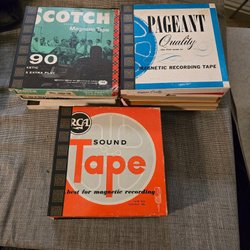 SCOTCH
Magnetic Tape
90
& EXTRA PLAY
PAGEANT
Quality
MAGNETIC RECORDING TAPE
RCA
SOUND
Tape
best for magnetic recording